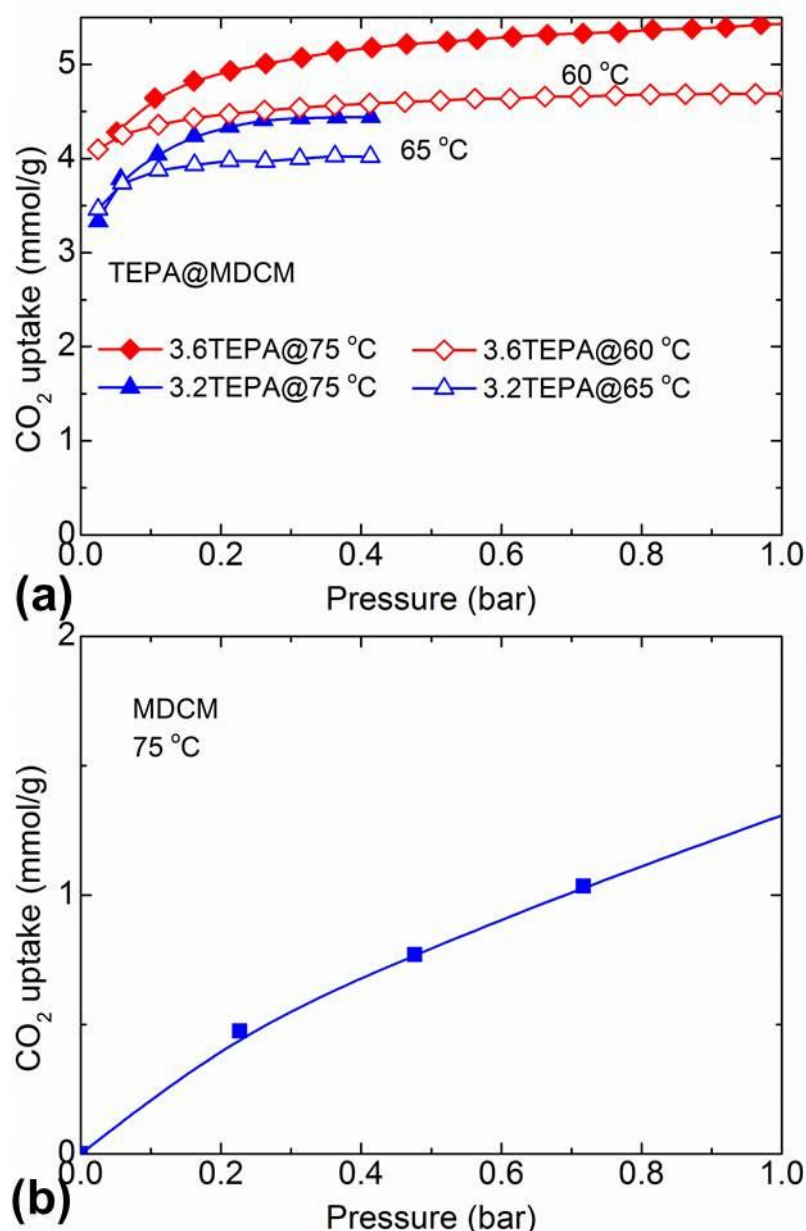 5
4
3
2
1
0
CO₂ uptake (mmol/g)
60 °C
65 °C
TEPA@MDCM
3.6TEPA@75 °C 3.6TEPA@60 °C
3.2TEPA@75 °C 3.2TEPA@65 °C
0.0 0.2 0.4 0.6 0.8 1.0
Pressure (bar)
(a)
2
1
0
CO₂ uptake (mmol/g)
MDCM
75 °C
0.0 0.2 0.4 0.6 0.8 1.0
Pressure (bar)
(b)